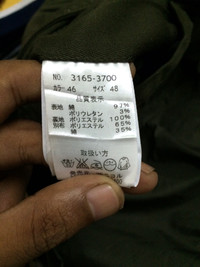 NO. 3165-3700
カラー 46 サイズ 48
品質表示
表地 綿 97%
ポリウレタン 3%
裏地 ポリエステル 100%
別布 ポリエステル 65%
綿 35%
取扱い方